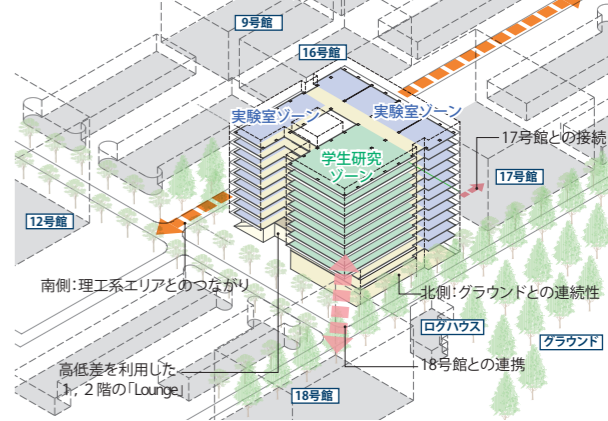 9号館
16号館
実験室ゾーン
実験室ゾーン
学生研究
ゾーン
17号館との接続
17号館
12号館
南側:理工系エリアとのつながり
北側:グラウンドとの連続性
ログハウス
グラウンド
高低差を利用した
1,2階の「Lounge」
18号館との連携
18号館